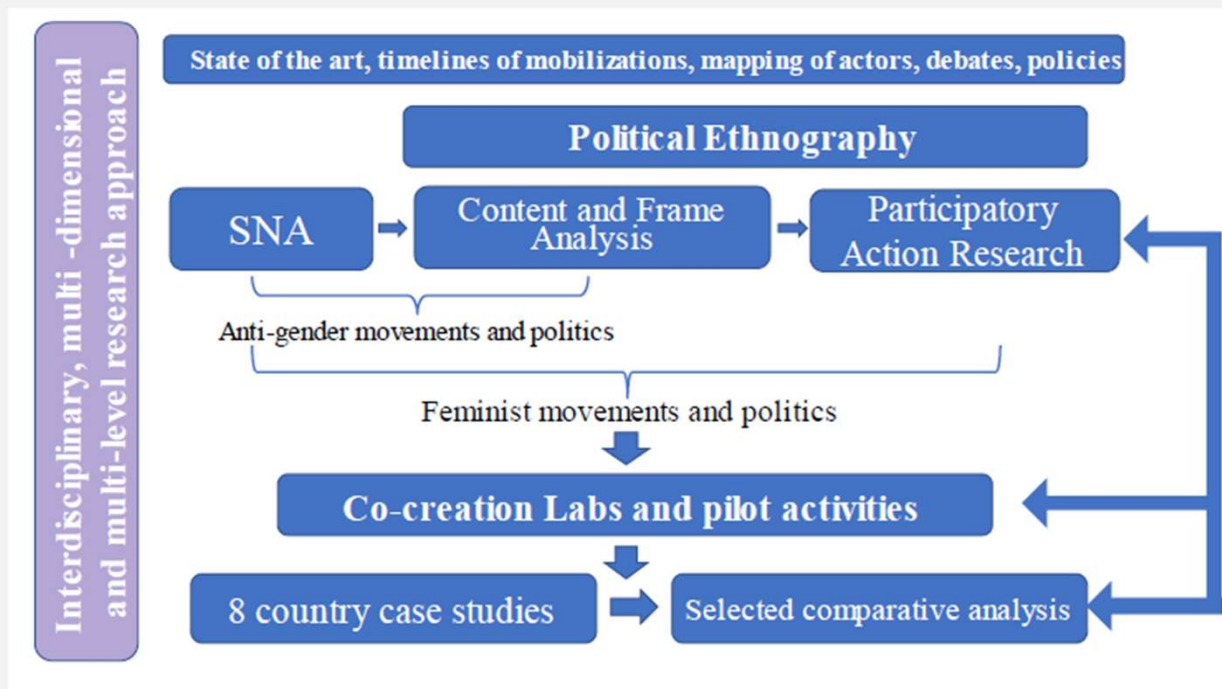 Interdisciplinary, multi -dimensional
and multi-level research approach
State of the art, timelines of mobilizations, mapping of actors, debates, policies
Political Ethnography
SNA
Content and Frame
Analysis
Participatory
Action Research
Anti-gender movements and politics
Feminist movements and politics
Co-creation Labs and pilot activities
8 country case studies
Selected comparative analysis